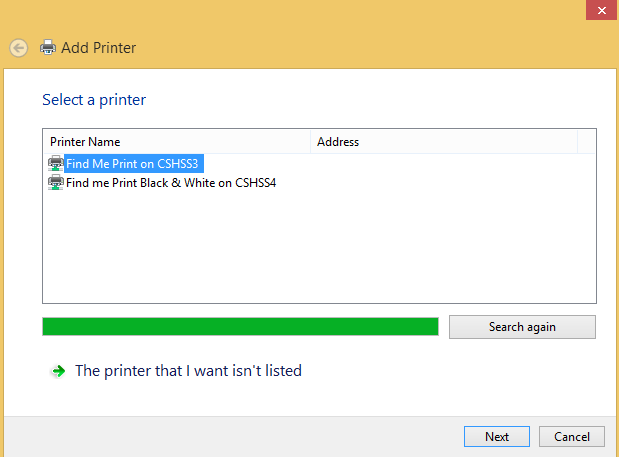 Add Printer
Select a printer
Printer Name Address
Find Me Print on CSHSS3
Find me Print Black & White on CSHSS4
Search again
The printer that I want isn't listed
Next Cancel